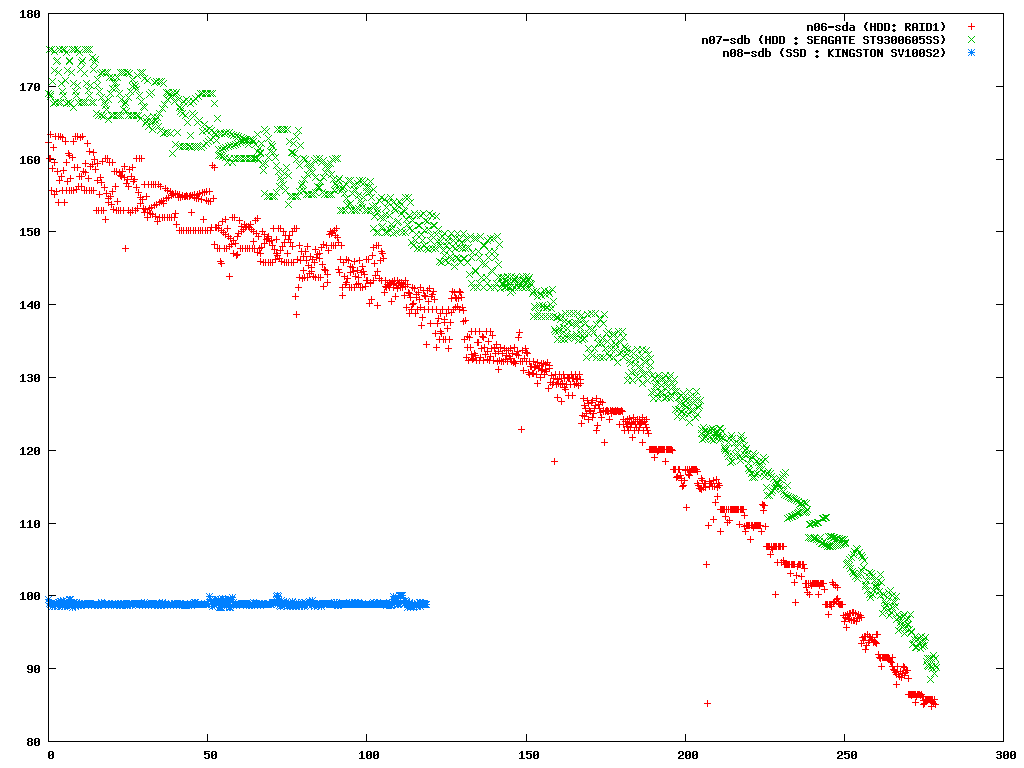 180
n06-sda (HDD: RAID1)
n07-sdb (HDD : SEAGATE ST9300605SS)
n08-sdb (SSD : KINGSTON SV100S2)
170
160
150
140
130
120
110
100
90
80
0 50 100 150 200 250 300